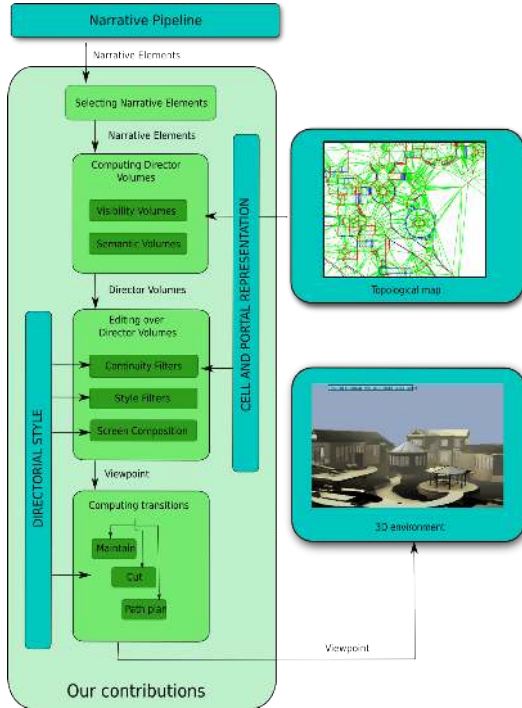 Narrative Pipeline
Narrative Elements
Selecting Narrative Elements
Narrative Elements
Computing Director
Volumes
Visibility Volumes
Semantic Volumes
Director Volumes
Editing over
Director Volumes
Continuity Filters
Style Filters
Screen Composition
Viewpoint
Computing transitions
Maintain
Cut
Path plan
Our contributions
DIRECTORIAL STYLE
CELL AND PORTAL REPRESENTATION
Topological map
3D environment
Viewpoint